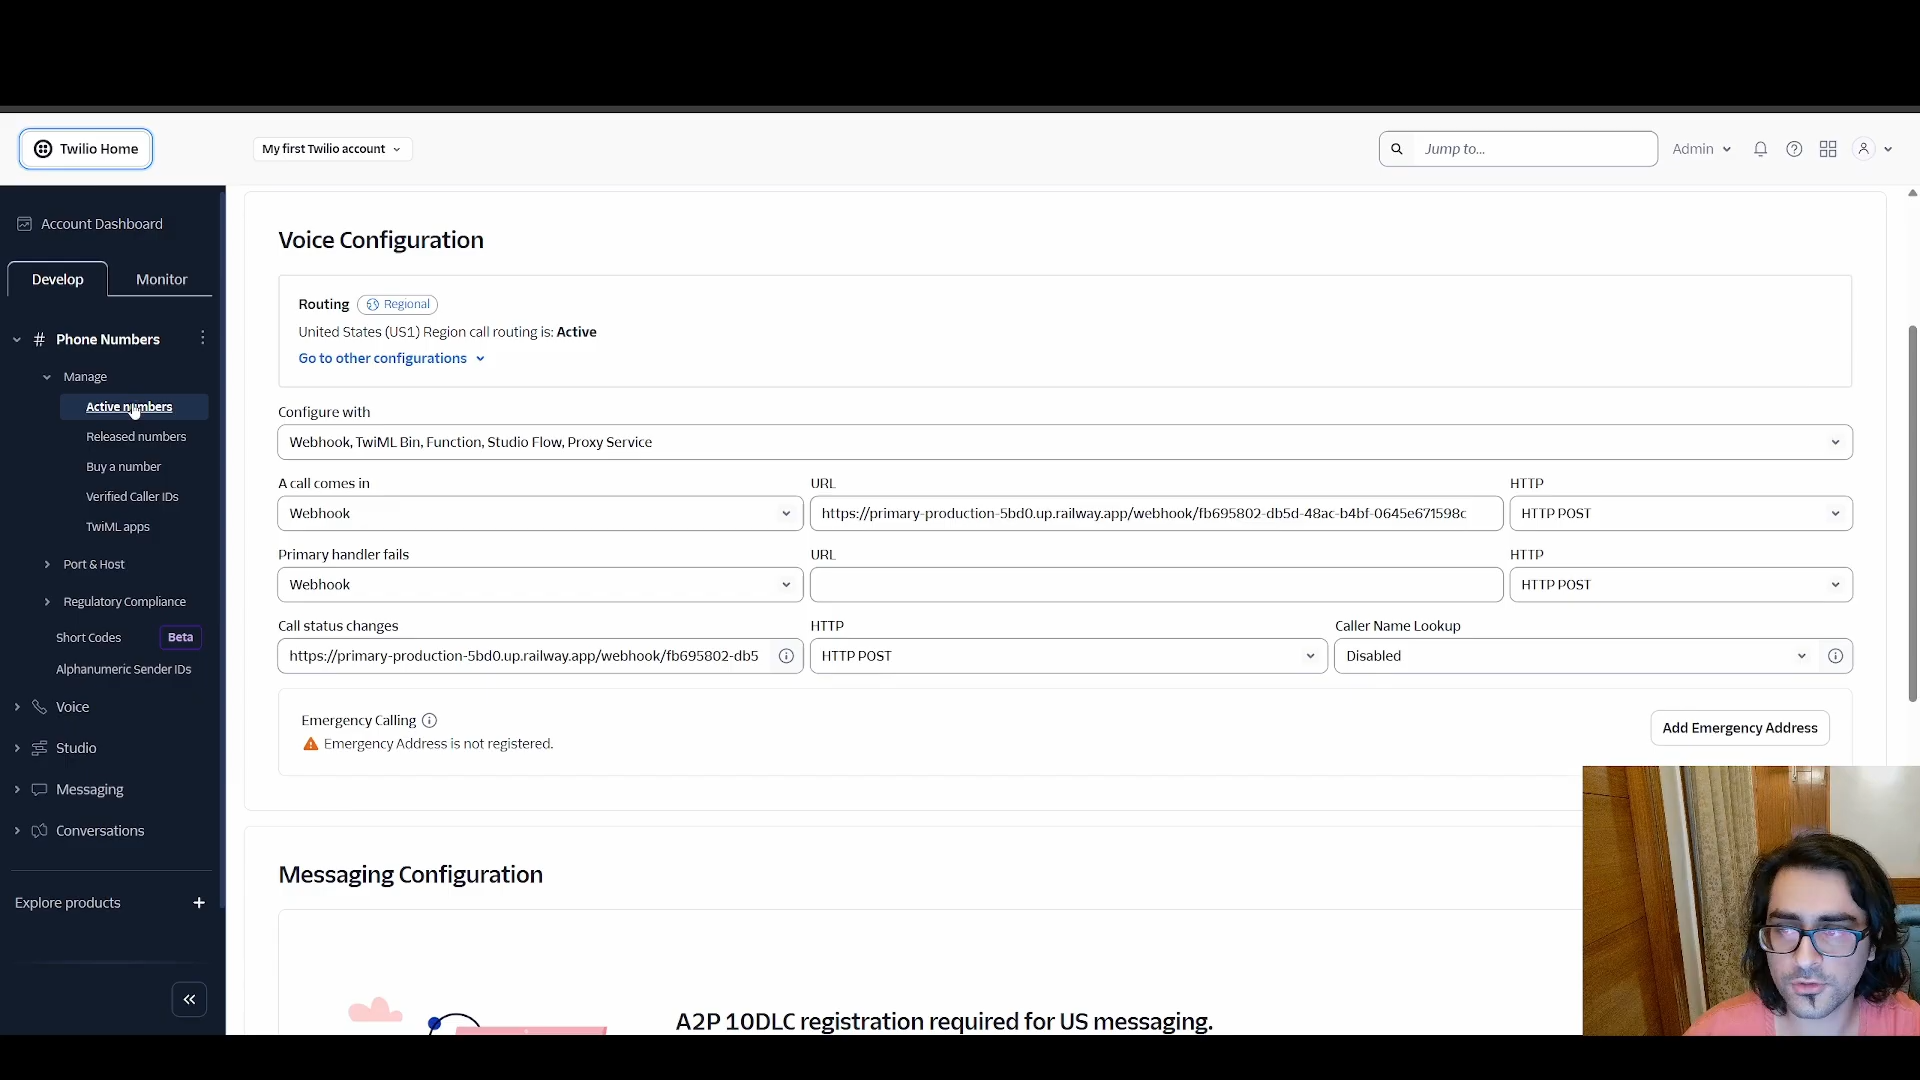 Twilio Home
My first Twilio account
Jump to...
Admin
Account Dashboard
Develop
Monitor
Phone Numbers
Manage
Active numbers
Released numbers
Buy a number
Verified Caller IDs
TwiML apps
Port & Host
Regulatory Compliance
Short Codes
Beta
Alphanumeric Sender IDs
Voice
Studio
Messaging
Conversations
Explore products
Voice Configuration
Routing
Regional
United States (US1) Region call routing is: Active
Go to other configurations
Configure with
Webhook, TwiML Bin, Function, Studio Flow, Proxy Service
A call comes in
URL
HTTP
Webhook
https://primary-production-5bd0.up.railway.app/webhook/fb695802-db5d-48ac-b4bf-0645e671598c
HTTP POST
Primary handler fails
URL
HTTP
Webhook
HTTP POST
Call status changes
HTTP
Caller Name Lookup
https://primary-production-5bd0.up.railway.app/webhook/fb695802-db5
HTTP POST
Disabled
Emergency Calling
Emergency Address is not registered.
Add Emergency Address
Messaging Configuration
A2P 10DLC registration required for US messaging.